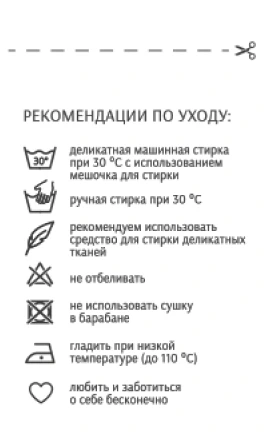 РЕКОМЕНДАЦИИ ПО УХОДУ:
30°
деликатная машинная стирка
при 30 °С с использованием
мешочка для стирки
ручная стирка при 30 °С
рекомендуем использовать
средство для стирки деликатных
тканей
не отбеливать
не использовать сушку
в барабане
гладить при низкой
температуре (до 110 °С)
любить и заботиться
о себе бесконечно